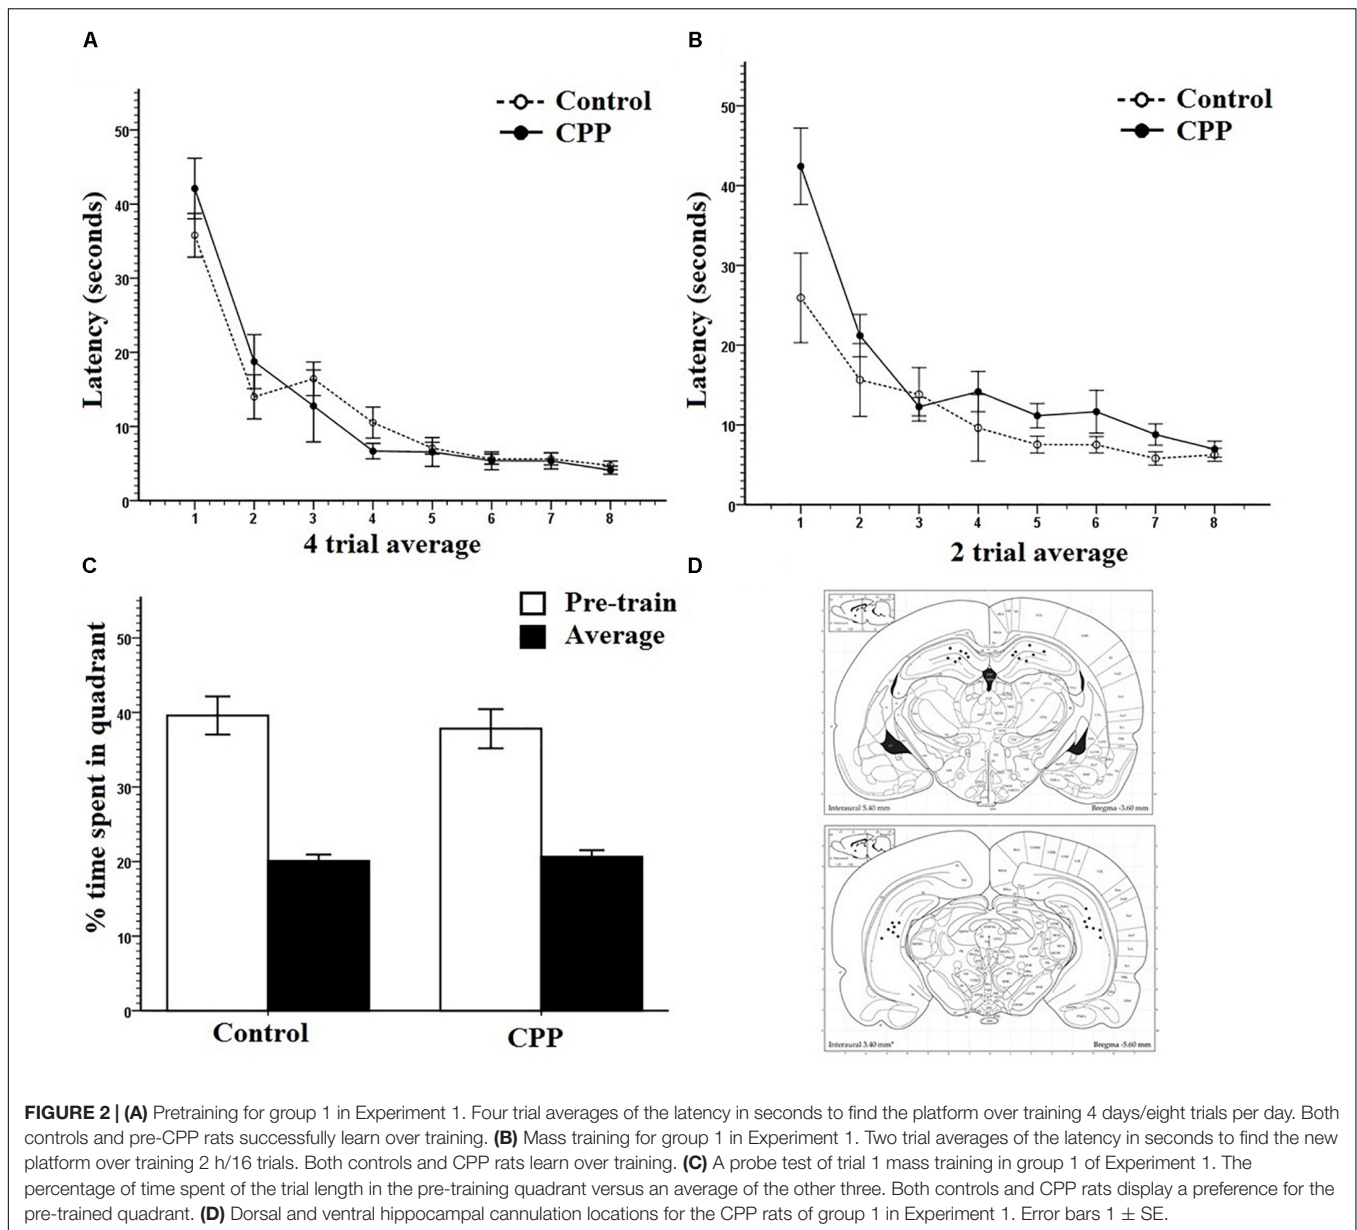 A
Control
CPP
Latency (seconds)
50
40
30
20
10
0
1 2 3 4 5 6 7 8
4 trial average
B
Control
CPP
Latency (seconds)
50
40
30
20
10
0
1 2 3 4 5 6 7 8
2 trial average
C
Pre-train
Average
% time spent in quadrant
50
40
30
20
10
0
Control CPP
D
Interaural 5.40 mm Bregma -3.60 mm
Interaural 3.40 mm* Bregma -5.60 mm
FIGURE 2 | (A) Pretraining for group 1 in Experiment 1. Four trial averages of the latency in seconds to find the platform over training 4 days/eight trials per day. Both
controls and pre-CPP rats successfully learn over training. (B) Mass training for group 1 in Experiment 1. Two trial averages of the latency in seconds to find the new
platform over training 2 h/16 trials. Both controls and CPP rats learn over training. (C) A probe test of trial 1 mass training in group 1 of Experiment 1. The
percentage of time spent of the trial length in the pre-training quadrant versus an average of the other three. Both controls and CPP rats display a preference for the
pre-trained quadrant. (D) Dorsal and ventral hippocampal cannulation locations for the CPP rats of group 1 in Experiment 1. Error bars 1 ± SE.